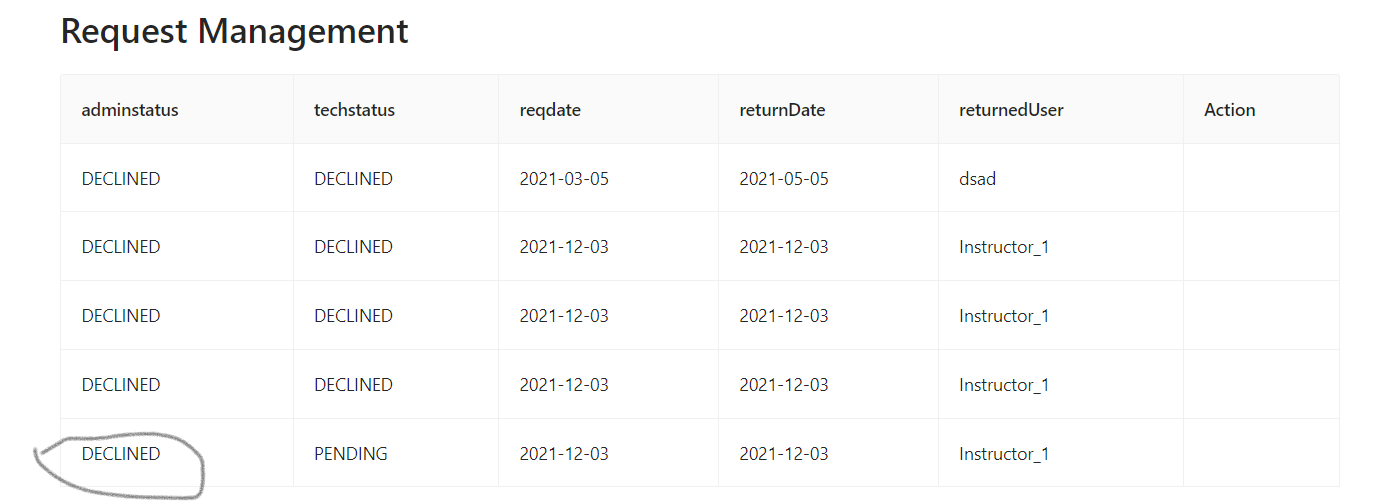 Request Management
adminstatus techstatus reqdate returnDate returnedUser Action
DECLINED DECLINED 2021-03-05 2021-05-05 dsad
DECLINED DECLINED 2021-12-03 2021-12-03 Instructor_1
DECLINED DECLINED 2021-12-03 2021-12-03 Instructor_1
DECLINED DECLINED 2021-12-03 2021-12-03 Instructor_1
DECLINED PENDING 2021-12-03 2021-12-03 Instructor_1